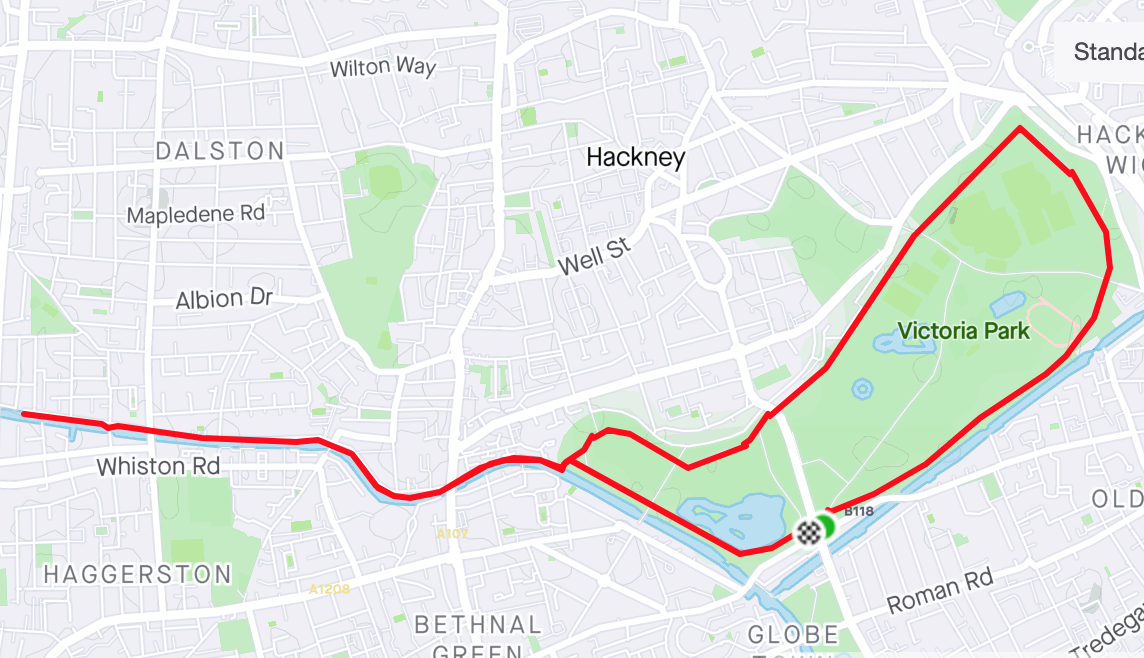 Standa
Wilton Way
HACK
WIC
DALSTON
Hackney
Mapledene Rd
Well St
Albion Dr
Victoria Park
Whiston Rd
OLD
B118
A107
HAGGERSTON
A1208
Roman Rd
BETHNAL
GREEN
GLOBE
TOWN
Tredega